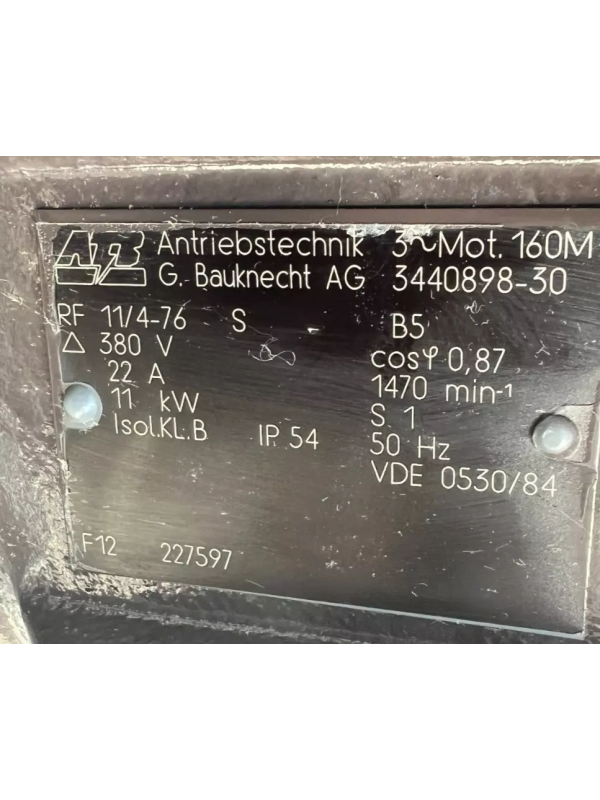 ATB Antriebstechnik 3~Mot. 160M
G. Bauknecht AG 3440898-30
RF 11/4-76 S B5
Δ 380 V cosφ 0,87
22 A 1470 min-¹
11 kW S 1
Isol.KL.B IP 54 50 Hz
VDE 0530/84
F12 227597